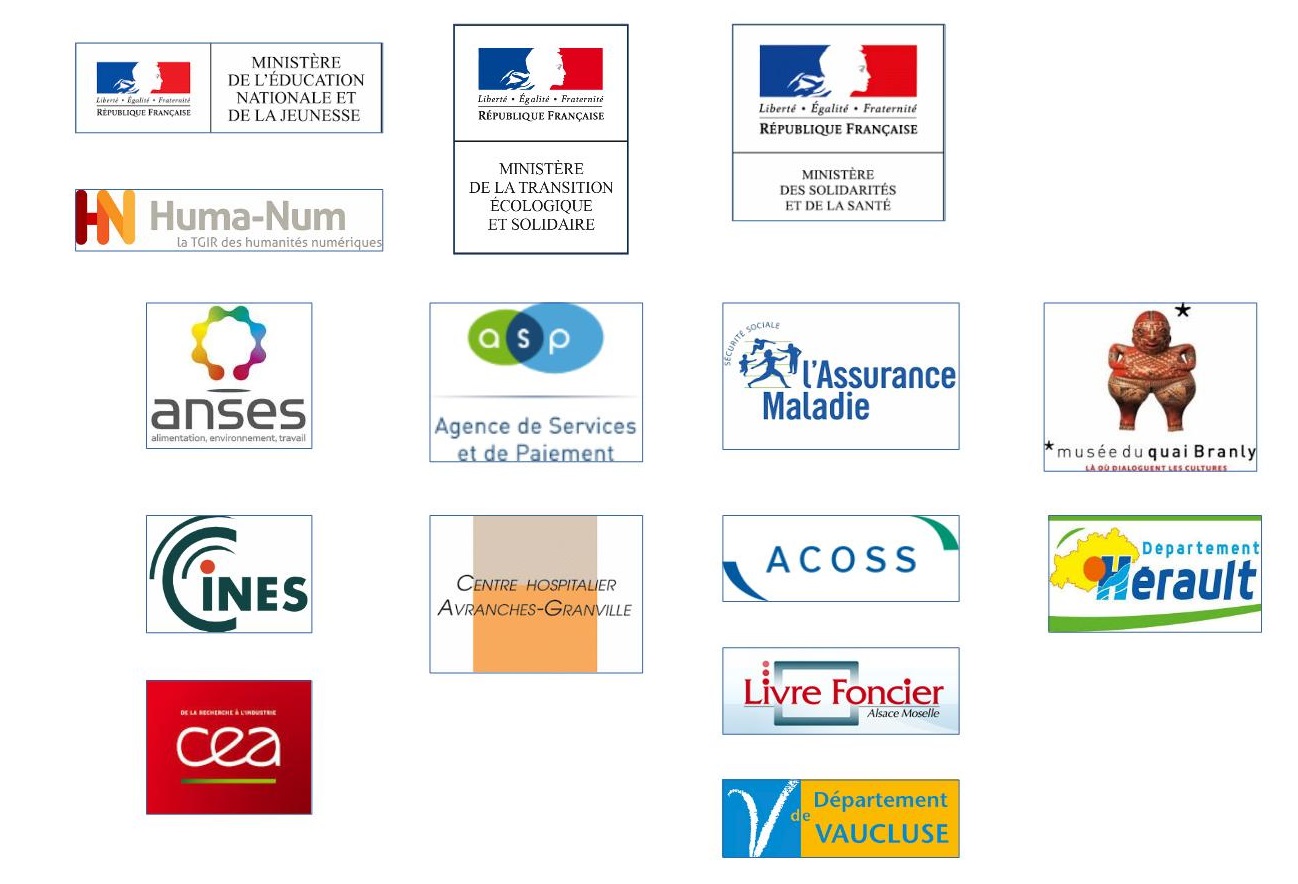 Liberté • Égalité • Fraternité
RÉPUBLIQUE FRANÇAISE
MINISTÈRE
DE L'ÉDUCATION
NATIONALE ET
DE LA JEUNESSE
Liberté • Égalité • Fraternité
RÉPUBLIQUE FRANÇAISE
MINISTÈRE
DE LA TRANSITION
ÉCOLOGIQUE
ET SOLIDAIRE
Liberté • Égalité • Fraternité
RÉPUBLIQUE FRANÇAISE
MINISTÈRE
DES SOLIDARITÉS
ET DE LA SANTÉ
HN Huma-Num
la TGIR des humanités numériques
anses
alimentation, environnement, travail
asp
Agence de Services
et de Paiement
SÉCURITÉ SOCIALE
l'Assurance
Maladie
*musée du quai Branly
LÀ OÙ DIALOGUENT LES CULTURES
CINES
CENTRE HOSPITALIER
AVRANCHES-GRANVILLE
ACOSS
Département
Hérault
DE LA RECHERCHE À L'INDUSTRIE
cea
Livre Foncier
Alsace Moselle
Département
de VAUCLUSE